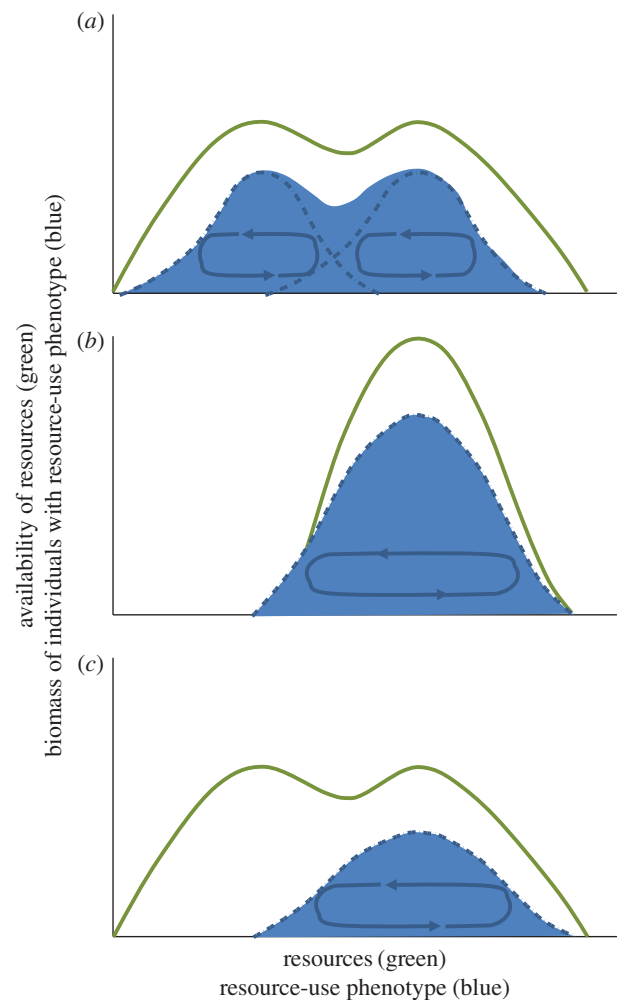 (a)
(b)
(c)
availability of resources (green)
biomass of individuals with resource-use phenotype (blue)
resources (green)
resource-use phenotype (blue)